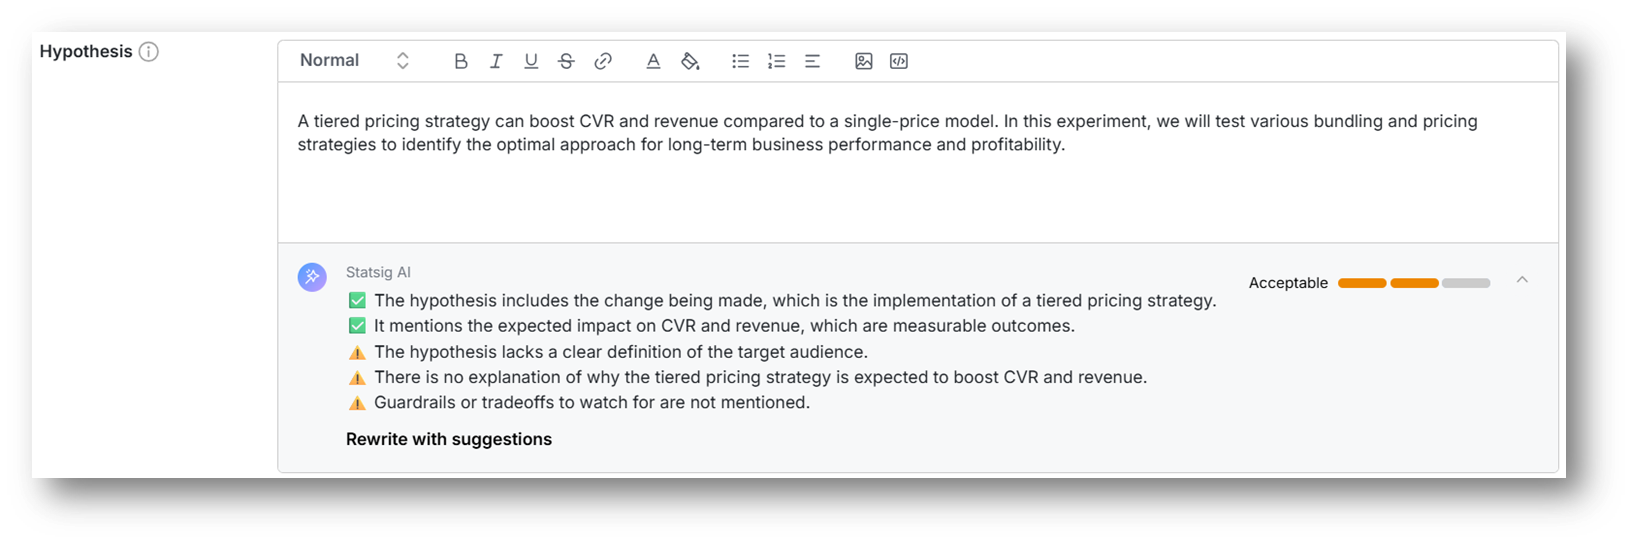 Hypothesis
Normal
A tiered pricing strategy can boost CVR and revenue compared to a single-price model. In this experiment, we will test various bundling and pricing
strategies to identify the optimal approach for long-term business performance and profitability.
Statsig AI
Acceptable
✅ The hypothesis includes the change being made, which is the implementation of a tiered pricing strategy.
✅ It mentions the expected impact on CVR and revenue, which are measurable outcomes.
⚠️ The hypothesis lacks a clear definition of the target audience.
⚠️ There is no explanation of why the tiered pricing strategy is expected to boost CVR and revenue.
⚠️ Guardrails or tradeoffs to watch for are not mentioned.
Rewrite with suggestions